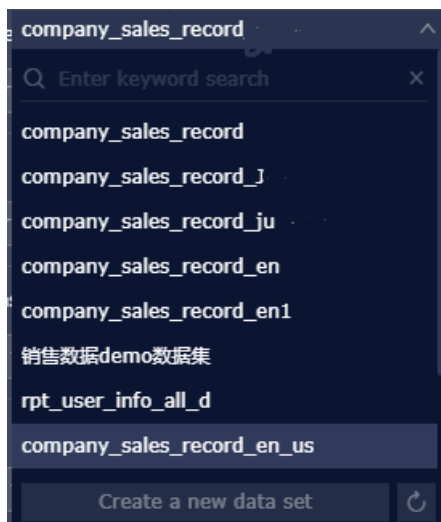 company_sales_record
Enter keyword search
company_sales_record
company_sales_record_J
company_sales_record_ju
company_sales_record_en
company_sales_record_en1
销售数据demo数据集
rpt_user_info_all_d
company_sales_record_en_us
Create a new data set